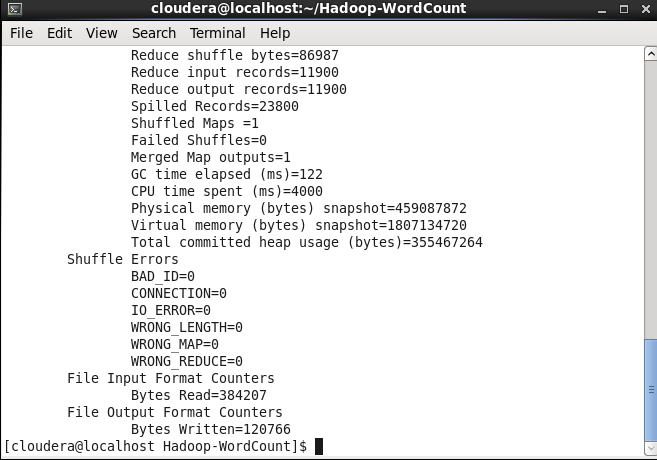 cloudera@localhost:~/Hadoop-WordCount
File Edit View Search Terminal Help
Reduce shuffle bytes=86987
Reduce input records=11900
Reduce output records=11900
Spilled Records=23800
Shuffled Maps =1
Failed Shuffles=0
Merged Map outputs=1
GC time elapsed (ms)=122
CPU time spent (ms)=4000
Physical memory (bytes) snapshot=459087872
Virtual memory (bytes) snapshot=1807134720
Total committed heap usage (bytes)=355467264
Shuffle Errors
BAD_ID=0
CONNECTION=0
IO_ERROR=0
WRONG_LENGTH=0
WRONG_MAP=0
WRONG_REDUCE=0
File Input Format Counters
Bytes Read=384207
File Output Format Counters
Bytes Written=120766
[cloudera@localhost Hadoop-WordCount]$